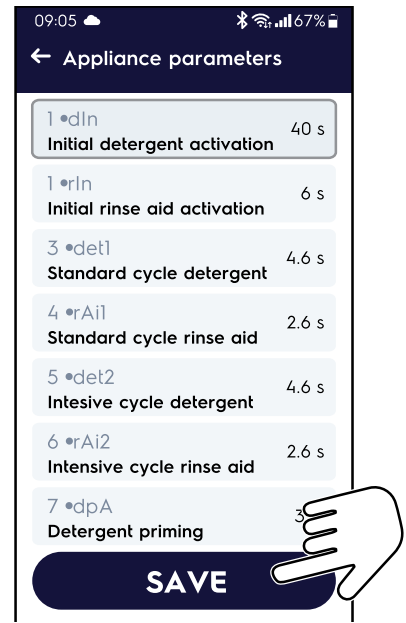 09:05 67%
← Appliance parameters
1 •dIn
Initial detergent activation
40 s
1 •rIn
Initial rinse aid activation
6 s
3 •det1
Standard cycle detergent
4.6 s
4 •rAi1
Standard cycle rinse aid
2.6 s
5 •det2
Intesive cycle detergent
4.6 s
6 •rAi2
Intensive cycle rinse aid
2.6 s
7 •dpA
Detergent priming
SAVE